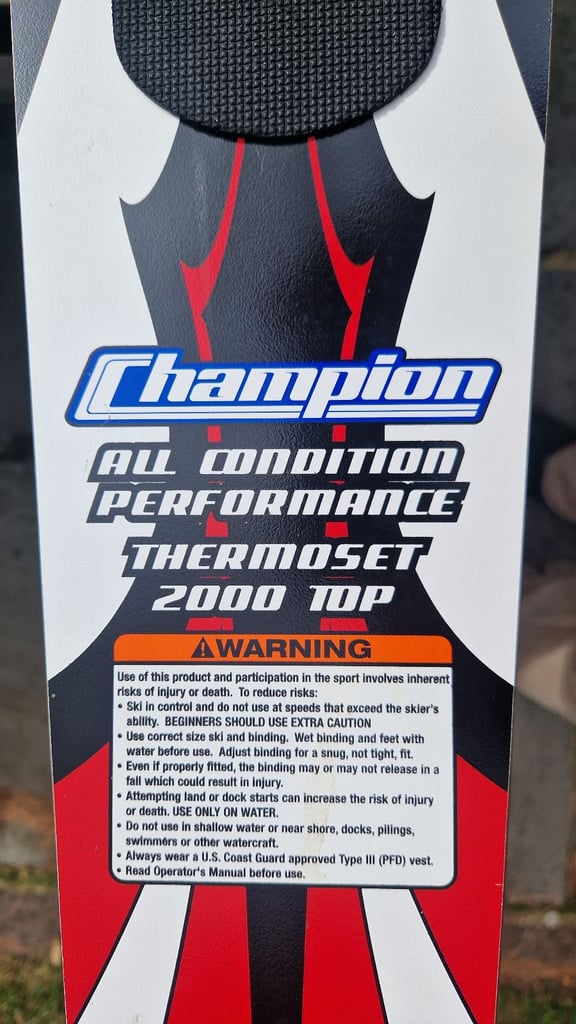 Champion
ALL CONDITION
PERFORMANCE
THERMOSET
2000 TOP
⚠WARNING
Use of this product and participation in the sport involves inherent
risks of injury or death. To reduce risks:
• Ski in control and do not use at speeds that exceed the skier's
ability. BEGINNERS SHOULD USE EXTRA CAUTION
• Use correct size ski and binding. Wet binding and feet with
water before use. Adjust binding for a snug, not tight, fit.
• Even if properly fitted, the binding may or may not release in a
fall which could result in injury.
• Attempting land or dock starts can increase the risk of injury
or death. USE ONLY ON WATER.
• Do not use in shallow water or near shore, docks, pilings,
swimmers or other watercraft.
• Always wear a U.S. Coast Guard approved Type III (PFD) vest.
• Read Operator's Manual before use.